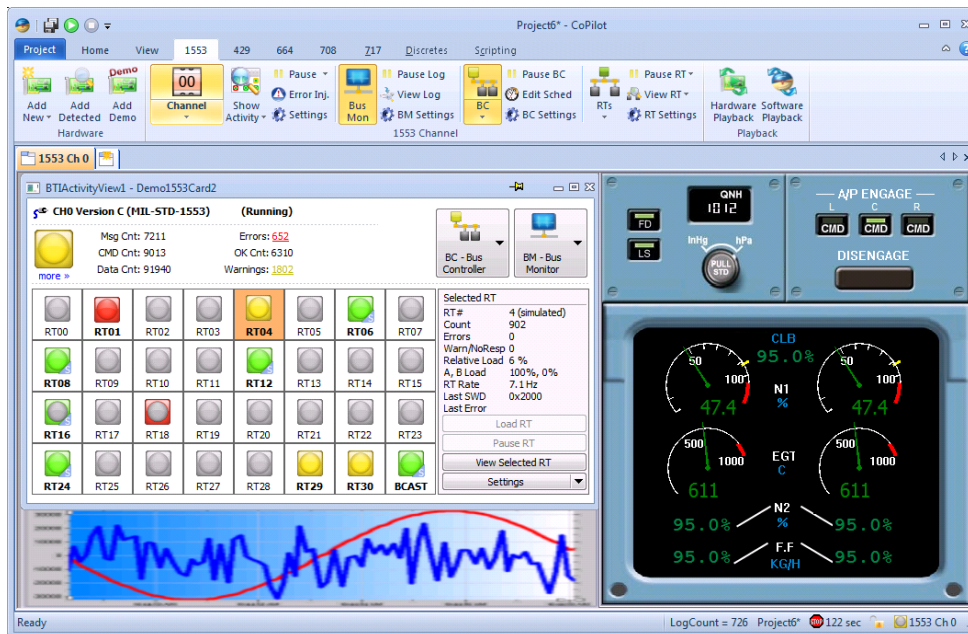 Project6* - CoPilot
Project Home View 1553 429 664 708 717 Discretes Scripting
Add New
Add Detected
Demo
Add Demo
Hardware
00
Channel
Show Activity
Pause
Error Inj.
Settings
Bus Mon
Pause Log
View Log
BM Settings
BC
Pause BC
Edit Sched
BC Settings
RTs
Pause RT
View RT
RT Settings
1553 Channel
Hardware Playback
Software Playback
Playback
1553 Ch 0
BTIActivityView1 - Demo1553Card2
CH0 Version C (MIL-STD-1553) (Running)
Msg Cnt: 7211 Errors: 652
CMD Cnt: 9013 OK Cnt: 6310
Data Cnt: 91940 Warnings: 1802
more »
BC - Bus Controller
BM - Bus Monitor
RT00 RT01 RT02 RT03 RT04 RT05 RT06 RT07
RT08 RT09 RT10 RT11 RT12 RT13 RT14 RT15
RT16 RT17 RT18 RT19 RT20 RT21 RT22 RT23
RT24 RT25 RT26 RT27 RT28 RT29 RT30 BCAST
Selected RT
RT# 4 (simulated)
Count 902
Errors 0
Warn/NoResp 0
Relative Load 6 %
A, B Load 100%, 0%
RT Rate 7.1 Hz
Last SWD 0x2000
Last Error
Load RT
Pause RT
View Selected RT
Settings
FD
LS
QNH
1012
InHg hPa
PULL STD
A/P ENGAGE
L C R
CMD CMD CMD
DISENGAGE
CLB
95.0%
50 100 47.4
N1
%
50 100 47.4
500 1000 611
EGT
C
500 1000 611
N2
95.0% % 95.0%
F.F
95.0% KG/H 95.0%
Ready
LogCount = 726 Project6* STOP 122 sec 1553 Ch 0